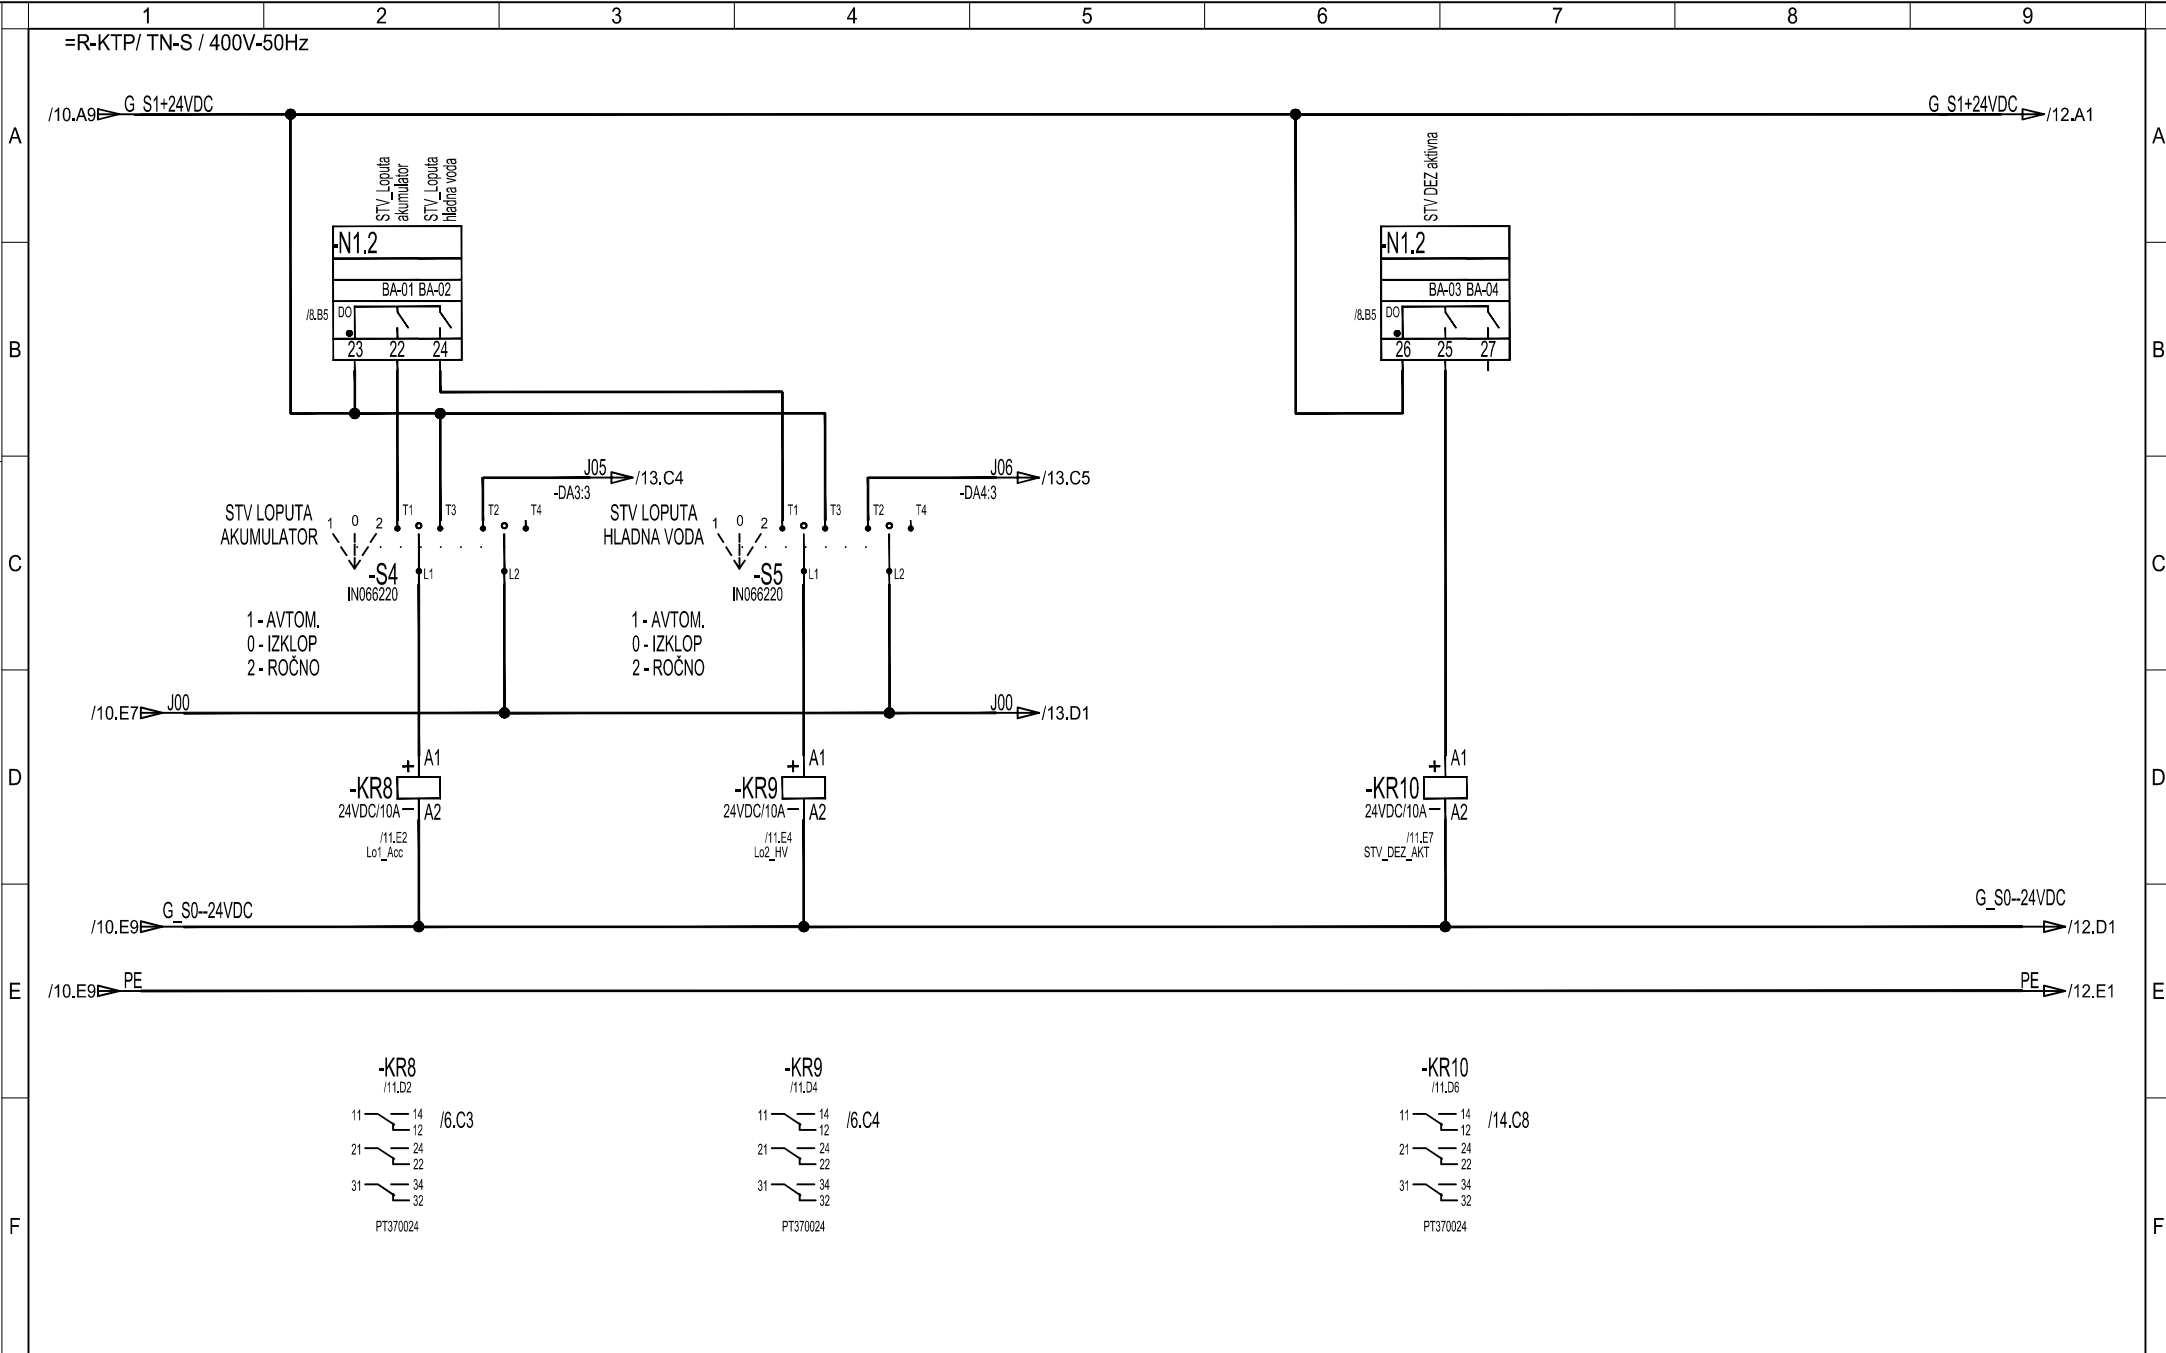 1 2 3 4 5 6 7 8 9
=R-KTP/ TN-S / 400V-50Hz
/10.A9 G_S1+24VDC G_S1+24VDC /12.A1
A A
STV_Loputa
akumulator
STV_Loputa
hladna voda
STV DEZ aktivna
-N1.2 -N1.2
BA-01 BA-02 BA-03 BA-04
/8.B5 DO /8.B5 DO
B 23 22 24 26 25 27 B
J05 /13.C4 J06 /13.C5
-DA3:3 -DA4:3
STV LOPUTA
AKUMULATOR
1 0 2 T1 T3 T2 T4
STV LOPUTA
HLADNA VODA
1 0 2 T1 T3 T2 T4
C C
-S4 L1 L2
IN066220
-S5 L1 L2
IN066220
1 - AVTOM.
0 - IZKLOP
2 - ROČNO
1 - AVTOM.
0 - IZKLOP
2 - ROČNO
/10.E7 J00 J00 /13.D1
D D
+ A1
-KR8
24VDC/10A – A2
/11.E2
Lo1_Acc
+ A1
-KR9
24VDC/10A – A2
/11.E4
Lo2_HV
+ A1
-KR10
24VDC/10A – A2
/11.E7
STV_DEZ_AKT
/10.E9 G_S0--24VDC G_S0--24VDC /12.D1
E /10.E9 PE PE /12.E1 E
-KR8
/11.D2
11 14 /6.C3
12
21 24
22
31 34
32
PT370024
-KR9
/11.D4
11 14 /6.C4
12
21 24
22
31 34
32
PT370024
-KR10
/11.D6
11 14 /14.C8
12
21 24
22
31 34
32
PT370024
F F